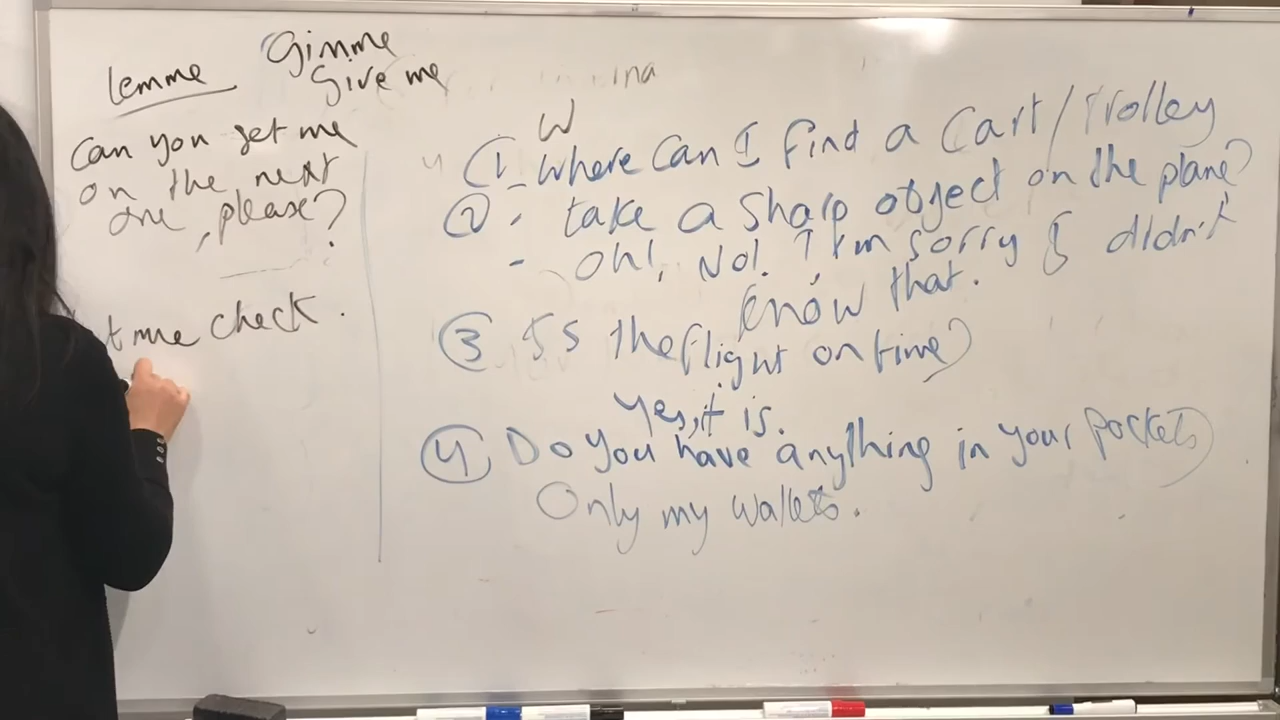 lemme
Gimme
Give me
Can you get me
on the next
one, please?
t me check.
ina
W
(1- Where Can I find a Cart/Trolley
② - take a sharp object on the plane?
- Oh!, No!. I'm sorry I didn't
know that.
③ Is the flight on time?
Yes, it is.
④ Do you have anything in your pockets
Only my wallets.